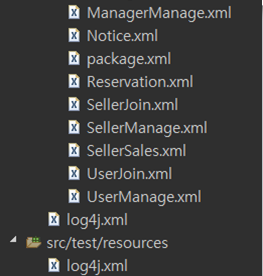 ManagerManage.xml
Notice.xml
package.xml
Reservation.xml
SellerJoin.xml
SellerManage.xml
SellerSales.xml
UserJoin.xml
UserManage.xml
log4j.xml
src/test/resources
log4j.xml